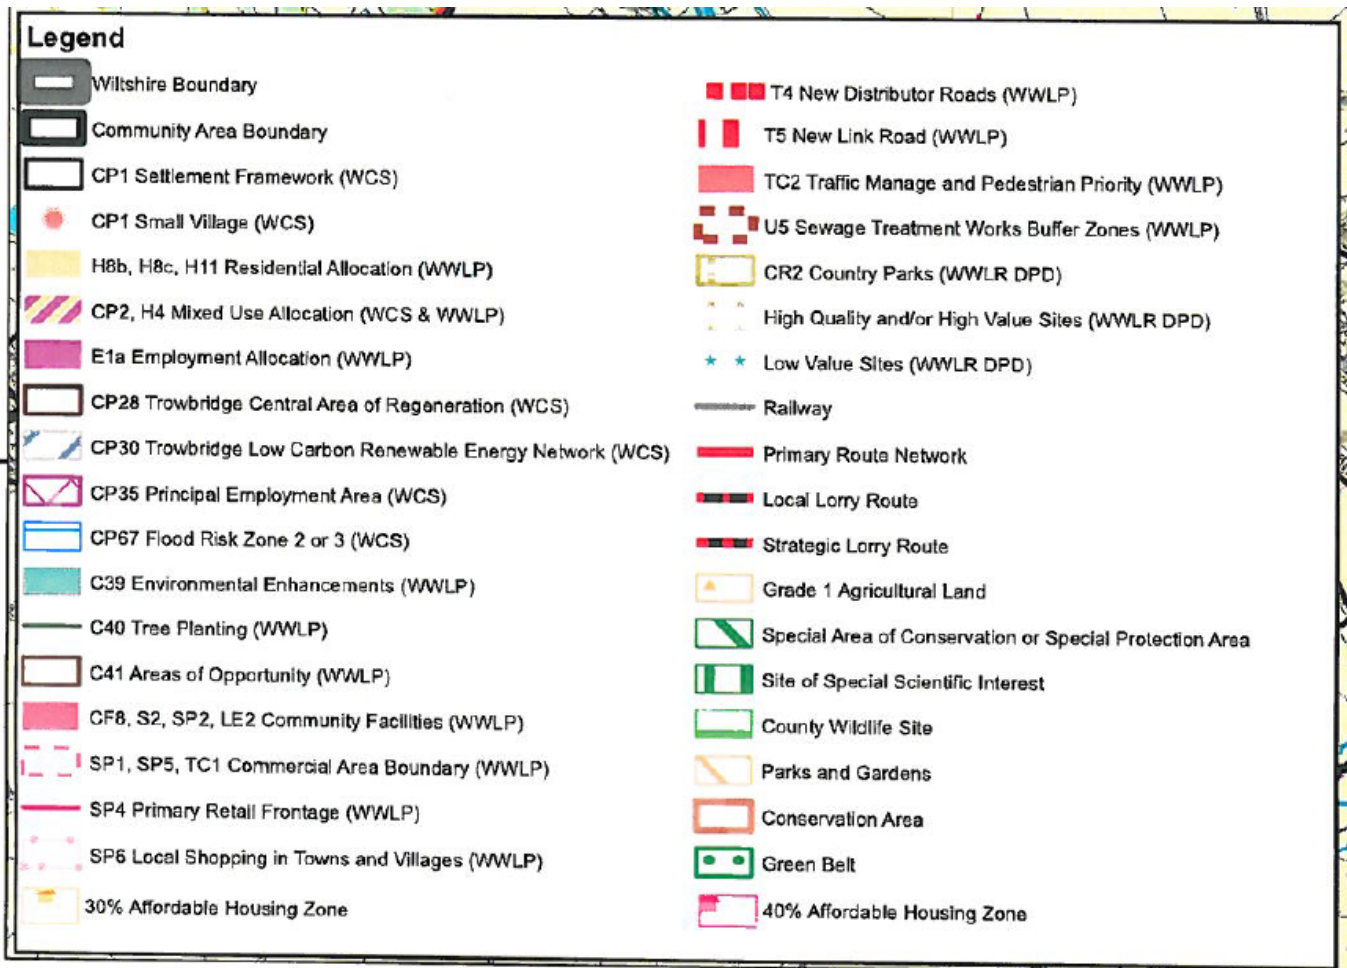 Legend
Wiltshire Boundary
Community Area Boundary
CP1 Settlement Framework (WCS)
CP1 Small Village (WCS)
H8b, H8c, H11 Residential Allocation (WWLP)
CP2, H4 Mixed Use Allocation (WCS & WWLP)
E1a Employment Allocation (WWLP)
CP28 Trowbridge Central Area of Regeneration (WCS)
CP30 Trowbridge Low Carbon Renewable Energy Network (WCS)
CP35 Principal Employment Area (WCS)
CP67 Flood Risk Zone 2 or 3 (WCS)
C39 Environmental Enhancements (WWLP)
C40 Tree Planting (WWLP)
C41 Areas of Opportunity (WWLP)
CF8, S2, SP2, LE2 Community Facilities (WWLP)
SP1, SP5, TC1 Commercial Area Boundary (WWLP)
SP4 Primary Retail Frontage (WWLP)
SP6 Local Shopping in Towns and Villages (WWLP)
30% Affordable Housing Zone
T4 New Distributor Roads (WWLP)
T5 New Link Road (WWLP)
TC2 Traffic Manage and Pedestrian Priority (WWLP)
U5 Sewage Treatment Works Buffer Zones (WWLP)
CR2 Country Parks (WWLR DPD)
High Quality and/or High Value Sites (WWLR DPD)
Low Value Sites (WWLR DPD)
Railway
Primary Route Network
Local Lorry Route
Strategic Lorry Route
Grade 1 Agricultural Land
Special Area of Conservation or Special Protection Area
Site of Special Scientific Interest
County Wildlife Site
Parks and Gardens
Conservation Area
Green Belt
40% Affordable Housing Zone